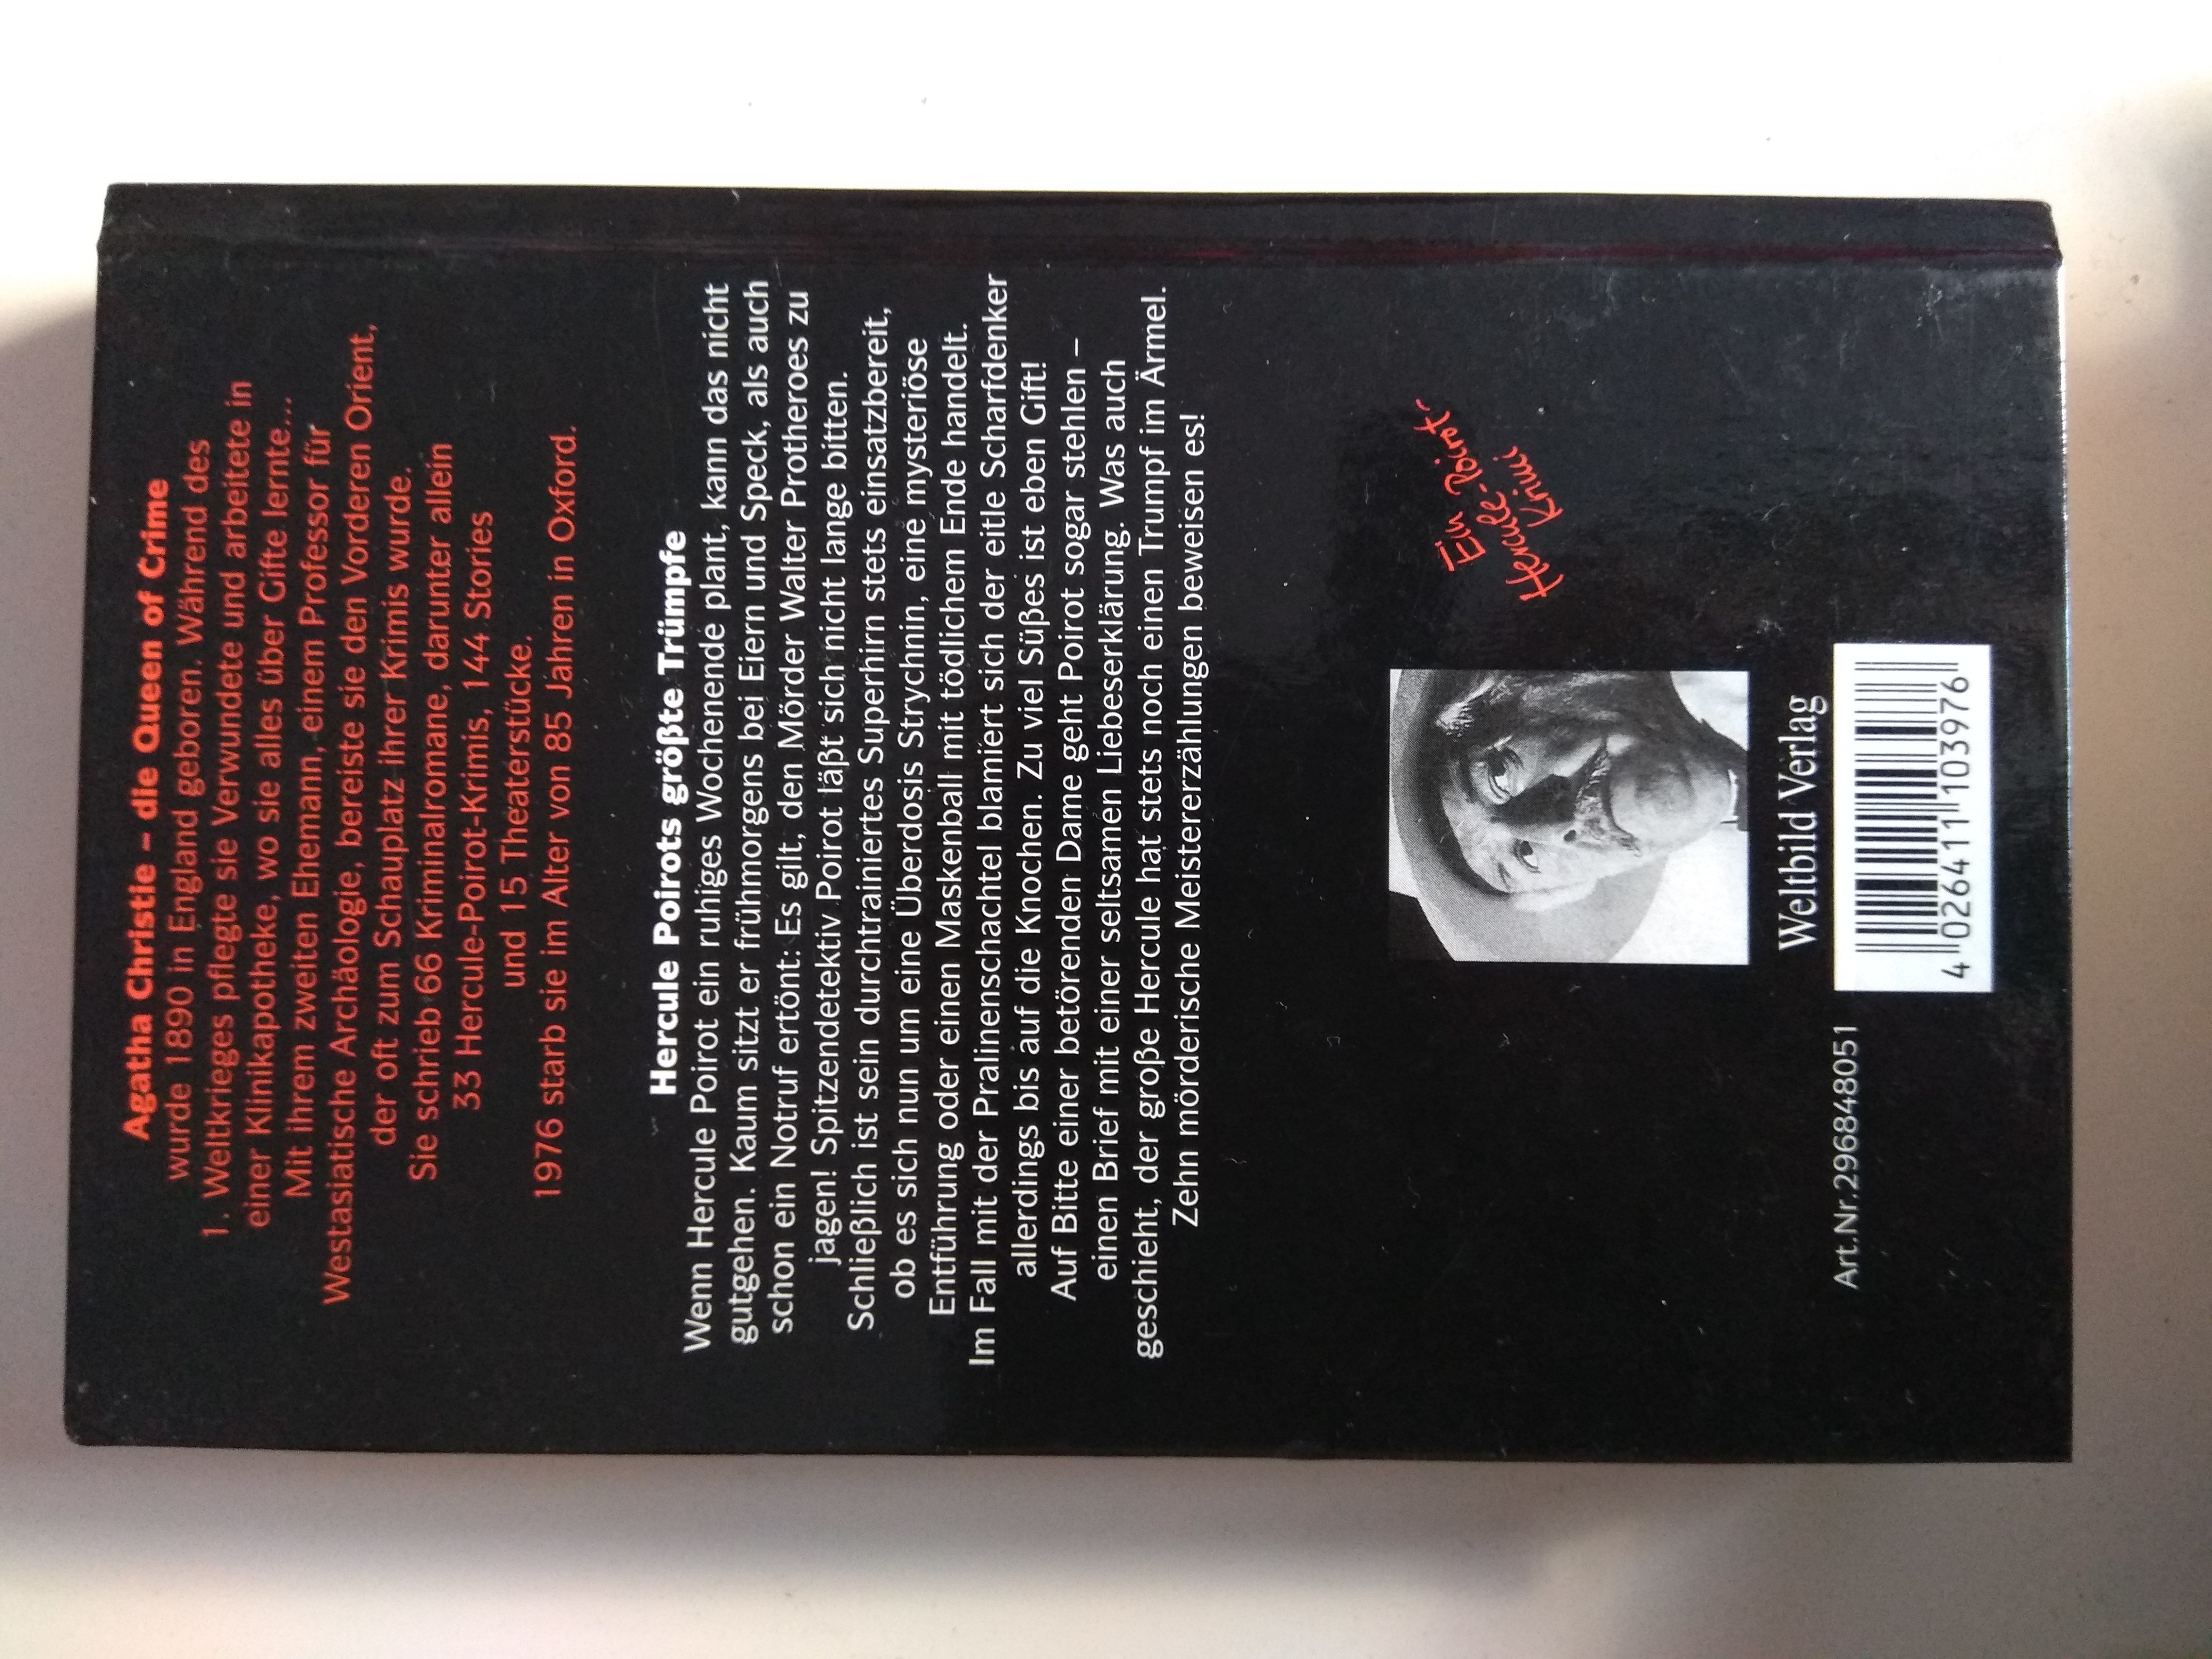 Agatha Christie – die Queen of Crime
wurde 1890 in England geboren. Während des
1. Weltkrieges pflegte sie Verwundete und arbeitete in
einer Klinikapotheke, wo sie alles über Gifte lernte...
Mit ihrem zweiten Ehemann, einem Professor für
Westasiatische Archäologie, bereiste sie den Vorderen Orient,
der oft zum Schauplatz ihrer Krimis wurde.
Sie schrieb 66 Kriminalromane, darunter allein
33 Hercule-Poirot-Krimis, 144 Stories
und 15 Theaterstücke.
1976 starb sie im Alter von 85 Jahren in Oxford.
Hercule Poirots größte Trümpfe
Wenn Hercule Poirot ein ruhiges Wochenende plant, kann das nicht
gutgehen. Kaum sitzt er frühmorgens bei Eiern und Speck, als auch
schon ein Notruf ertönt: Es gilt, den Mörder Walter Protheroes zu
jagen! Spitzendetektiv Poirot läßt sich nicht lange bitten.
Schließlich ist sein durchtrainiertes Superhirn stets einsatzbereit,
ob es sich nun um eine Überdosis Strychnin, eine mysteriöse
Entführung oder einen Maskenball mit tödlichem Ende handelt.
Im Fall mit der Pralinenschachtel blamiert sich der eitle Scharfdenker
allerdings bis auf die Knochen. Zu viel Süßes ist eben Gift!
Auf Bitte einer betörenden Dame geht Poirot sogar stehlen –
einen Brief mit einer seltsamen Liebeserklärung. Was auch
geschieht, der große Hercule hat stets noch einen Trumpf im Ärmel.
Zehn mörderische Meistererzählungen beweisen es!
Ein
Hercule-Poirot-
Krimi
Weltbild Verlag
Art.Nr.296848051
4 026411 103976